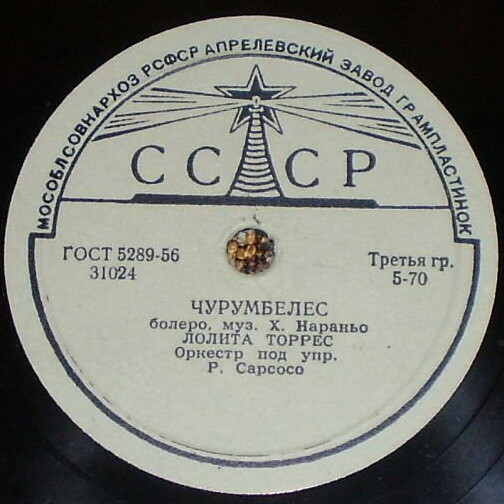 МОСОБЛСОВНАРХОЗ РСФСР АПРЕЛЕВСКИЙ ЗАВОД ГРАМПЛАСТИНОК
СССР
ГОСТ 5289-56
31024
Третья гр.
5-70
ЧУРУМБЕЛЕС
болеро, муз. Х. Нараньо
ЛОЛИТА ТОРРЕС
Оркестр под упр.
Р. Сарсосо